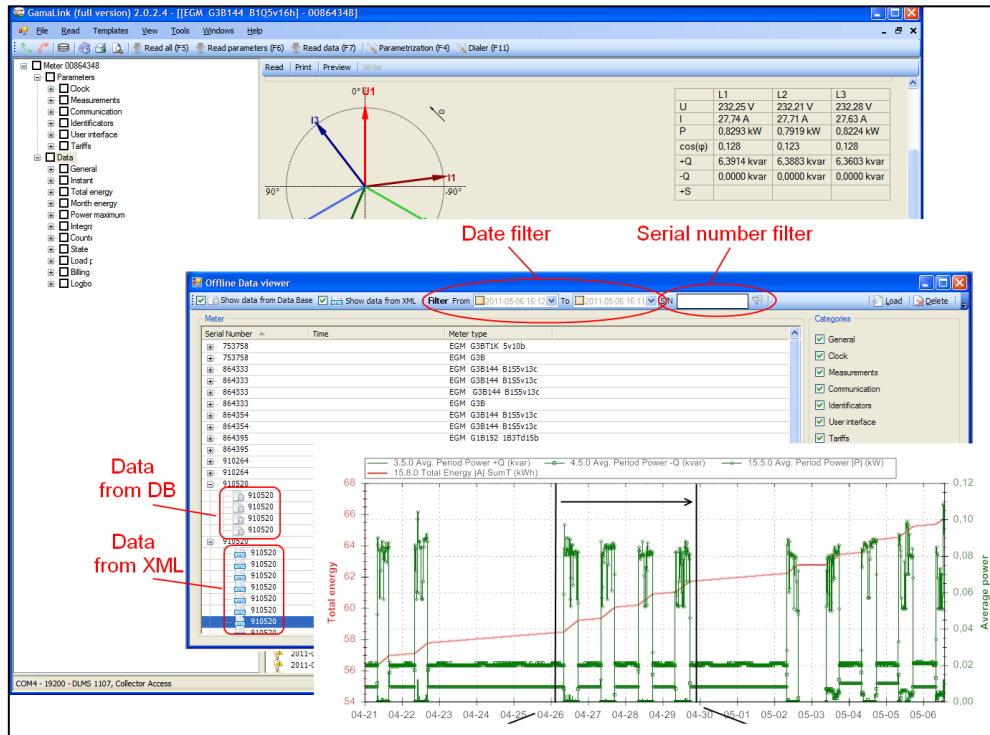 GamaLink (full version) 2.0.2.4 - [[EGM G3B144 B1Q5v16h] - 00864348]
File Read Templates View Tools Windows Help
Read all (F5) Read parameters (F6) Read data (F7) Parametrization (F4) Dialer (F11)
Meter 00864348
Parameters
Clock
Measurements
Communication
Identificators
User interface
Tariffs
Data
General
Instant
Total energy
Month energy
Power maximum
Integra
Counte
State
Load p
Billing
Logbo
Read Print Preview Write
0° U1
ω
I3
I1
90°
-90°
L1 L2 L3
U 232,25 V 232,21 V 232,28 V
I 27,74 A 27,71 A 27,63 A
P 0,8293 kW 0,7919 kW 0,8224 kW
cos(φ) 0,128 0,123 0,128
+Q 6,3914 kvar 6,3883 kvar 6,3603 kvar
-Q 0,0000 kvar 0,0000 kvar 0,0000 kvar
+S
Date filter
Serial number filter
Offline Data viewer
Show data from Data Base Show data from XML Filter From 2011-05-06 16:12 To 2011-05-06 16:11 S/N Load Delete
Meter
Serial Number Time Meter type
753758 EGM G3BT1K 5v10b
753758 EGM G3B
864333 EGM G3B144 B1S5v13c
864333 EGM G3B144 B1S5v13c
864333 EGM G3B144 B1S5v13c
864333 EGM G3B
864354 EGM G3B144 B1S5v13c
864354 EGM G3B144 B1S5v13c
864395 EGM G1B152 1B3Td15b
864395
910264
910264
910520
910520
910520
910520
910520
910520
910520
910520
910520
910520
910520
910520
910520
910520
Categories
General
Clock
Measurements
Communication
Identificators
User interface
Tariffs
Data
from DB
Data
from XML
3.5.0 Avg. Period Power +Q (kvar) 4.5.0 Avg. Period Power -Q (kvar) 15.5.0 Period Power |P| (kW)
15.8.0 Total Energy |A| SumT (kWh)
68
66
64
62
60
58
56
54
Total energy
0,12
0,10
0,08
0,06
0,04
0,02
0,00
Average power
04-21 04-22 04-23 04-24 04-25 04-26 04-27 04-28 04-29 04-30 05-01 05-02 05-03 05-04 05-05 05-06
2011-0
2011-0
COM4 - 19200 - DLMS 1107, Collector Access